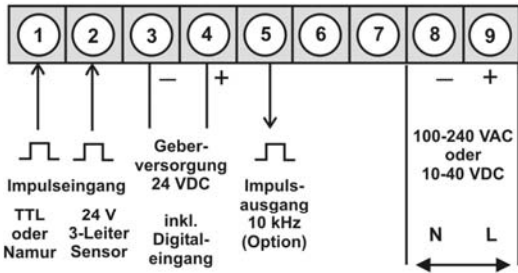 1 2 3 4 5 6 7 8 9
– + – +
Impulseingang
TTL
oder
Namur
24 V
3-Leiter
Sensor
Geber-
versorgung
24 VDC
inkl.
Digital-
eingang
Impuls-
ausgang
10 kHz
(Option)
100-240 VAC
oder
10-40 VDC
N L